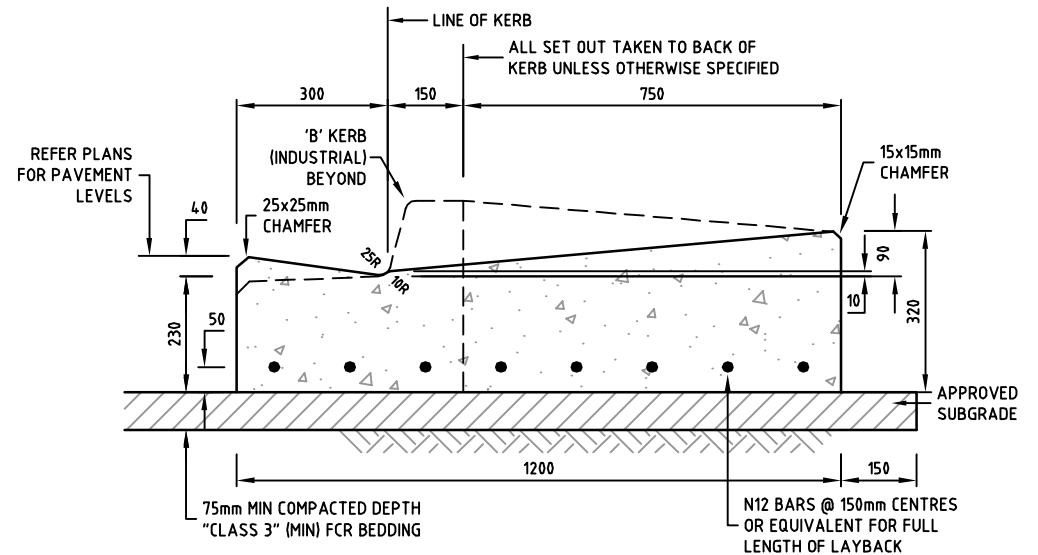 LINE OF KERB
ALL SET OUT TAKEN TO BACK OF
KERB UNLESS OTHERWISE SPECIFIED
300
150
750
'B' KERB
(INDUSTRIAL)
BEYOND
REFER PLANS
FOR PAVEMENT
LEVELS
15x15mm
CHAMFER
40
25x25mm
CHAMFER
25R
10R
90
10
320
230
50
APPROVED
SUBGRADE
1200
150
75mm MIN COMPACTED DEPTH
"CLASS 3" (MIN) FCR BEDDING
N12 BARS @ 150mm CENTRES
OR EQUIVALENT FOR FULL
LENGTH OF LAYBACK